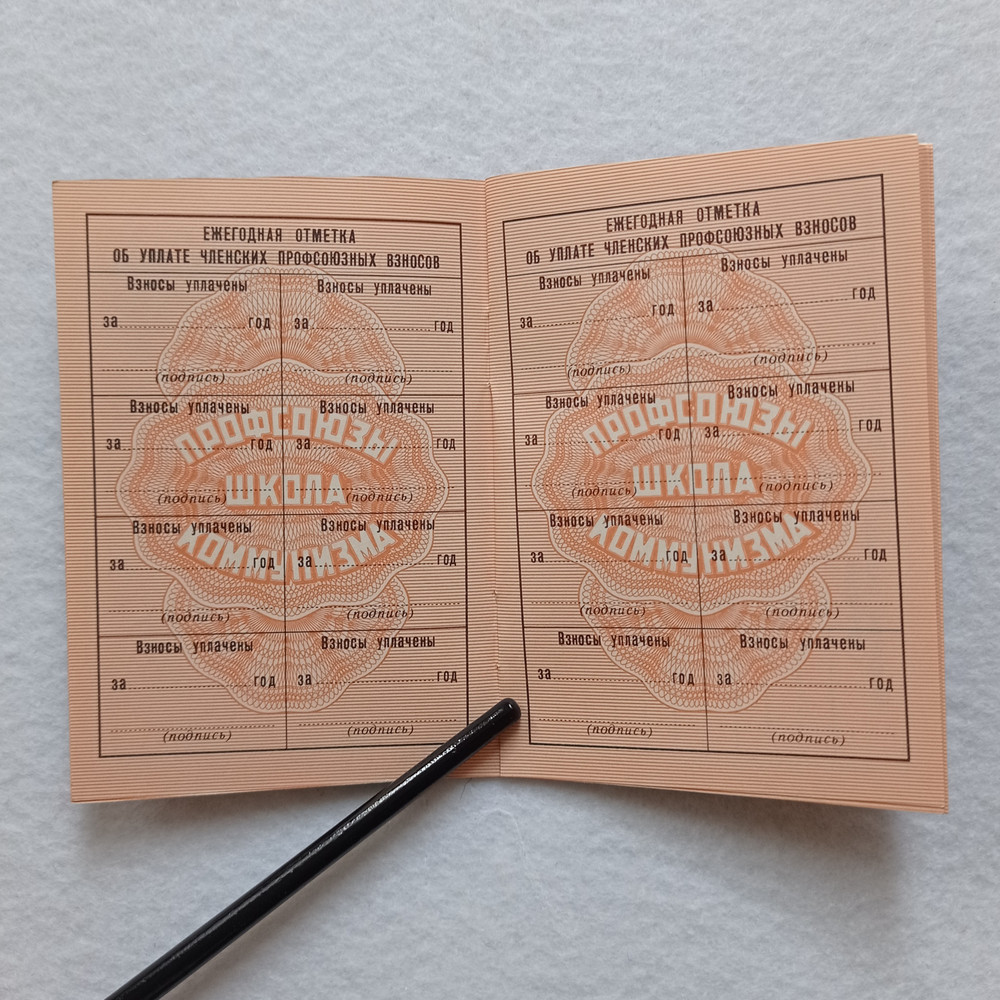 ЕЖЕГОДНАЯ ОТМЕТКА
ОБ УПЛАТЕ ЧЛЕНСКИХ ПРОФСОЮЗНЫХ ВЗНОСОВ
Взносы уплачены Взносы уплачены
за год за год
(подпись) (подпись)
Взносы уплачены Взносы уплачены
за год за год
(подпись) (подпись)
Взносы уплачены Взносы уплачены
за год за год
(подпись) (подпись)
Взносы уплачены Взносы уплачены
за год за год
(подпись) (подпись)
ПРОФСОЮЗЫ
ШКОЛА
КОММУНИЗМА
ЕЖЕГОДНАЯ ОТМЕТКА
ОБ УПЛАТЕ ЧЛЕНСКИХ ПРОФСОЮЗНЫХ ВЗНОСОВ
Взносы уплачены Взносы уплачены
за год за год
(подпись) (подпись)
Взносы уплачены Взносы уплачены
за год за год
(подпись) (подпись)
Взносы уплачены Взносы уплачены
за год за год
(подпись) (подпись)
Взносы уплачены Взносы уплачены
за год за год
(подпись) (подпись)
ПРОФСОЮЗЫ
ШКОЛА
КОММУНИЗМА